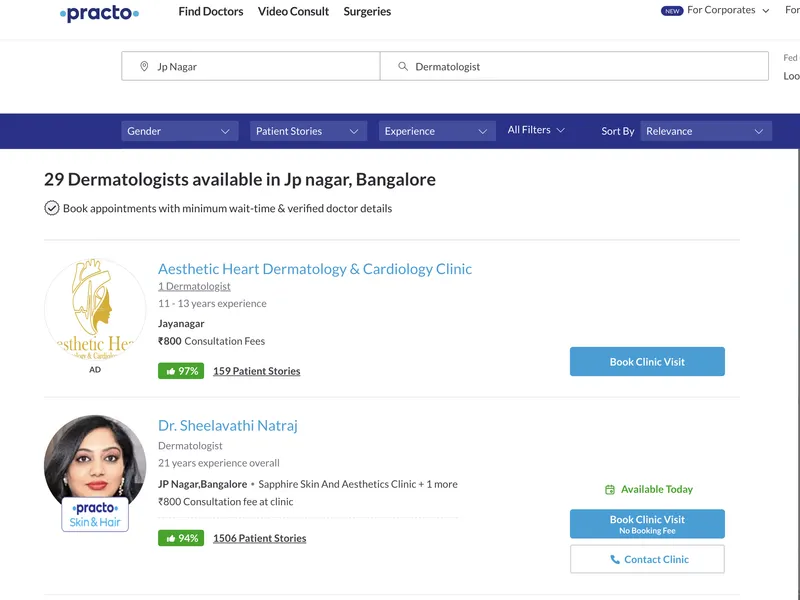 practo
Find Doctors Video Consult Surgeries
NEW For Corporates For
Jp Nagar Dermatologist
Fed
Loo
Gender Patient Stories Experience All Filters Sort By Relevance
29 Dermatologists available in Jp nagar, Bangalore
Book appointments with minimum wait-time & verified doctor details
Aesthetic Heart Dermatology & Cardiology Clinic
1 Dermatologist
11 - 13 years experience
Jayanagar
₹800 Consultation Fees
esthetic He
AD
97% 159 Patient Stories
Book Clinic Visit
Dr. Sheelavathi Natraj
Dermatologist
21 years experience overall
JP Nagar,Bangalore • Sapphire Skin And Aesthetics Clinic + 1 more
₹800 Consultation fee at clinic
practo
Skin & Hair
94% 1506 Patient Stories
Available Today
Book Clinic Visit
No Booking Fee
Contact Clinic